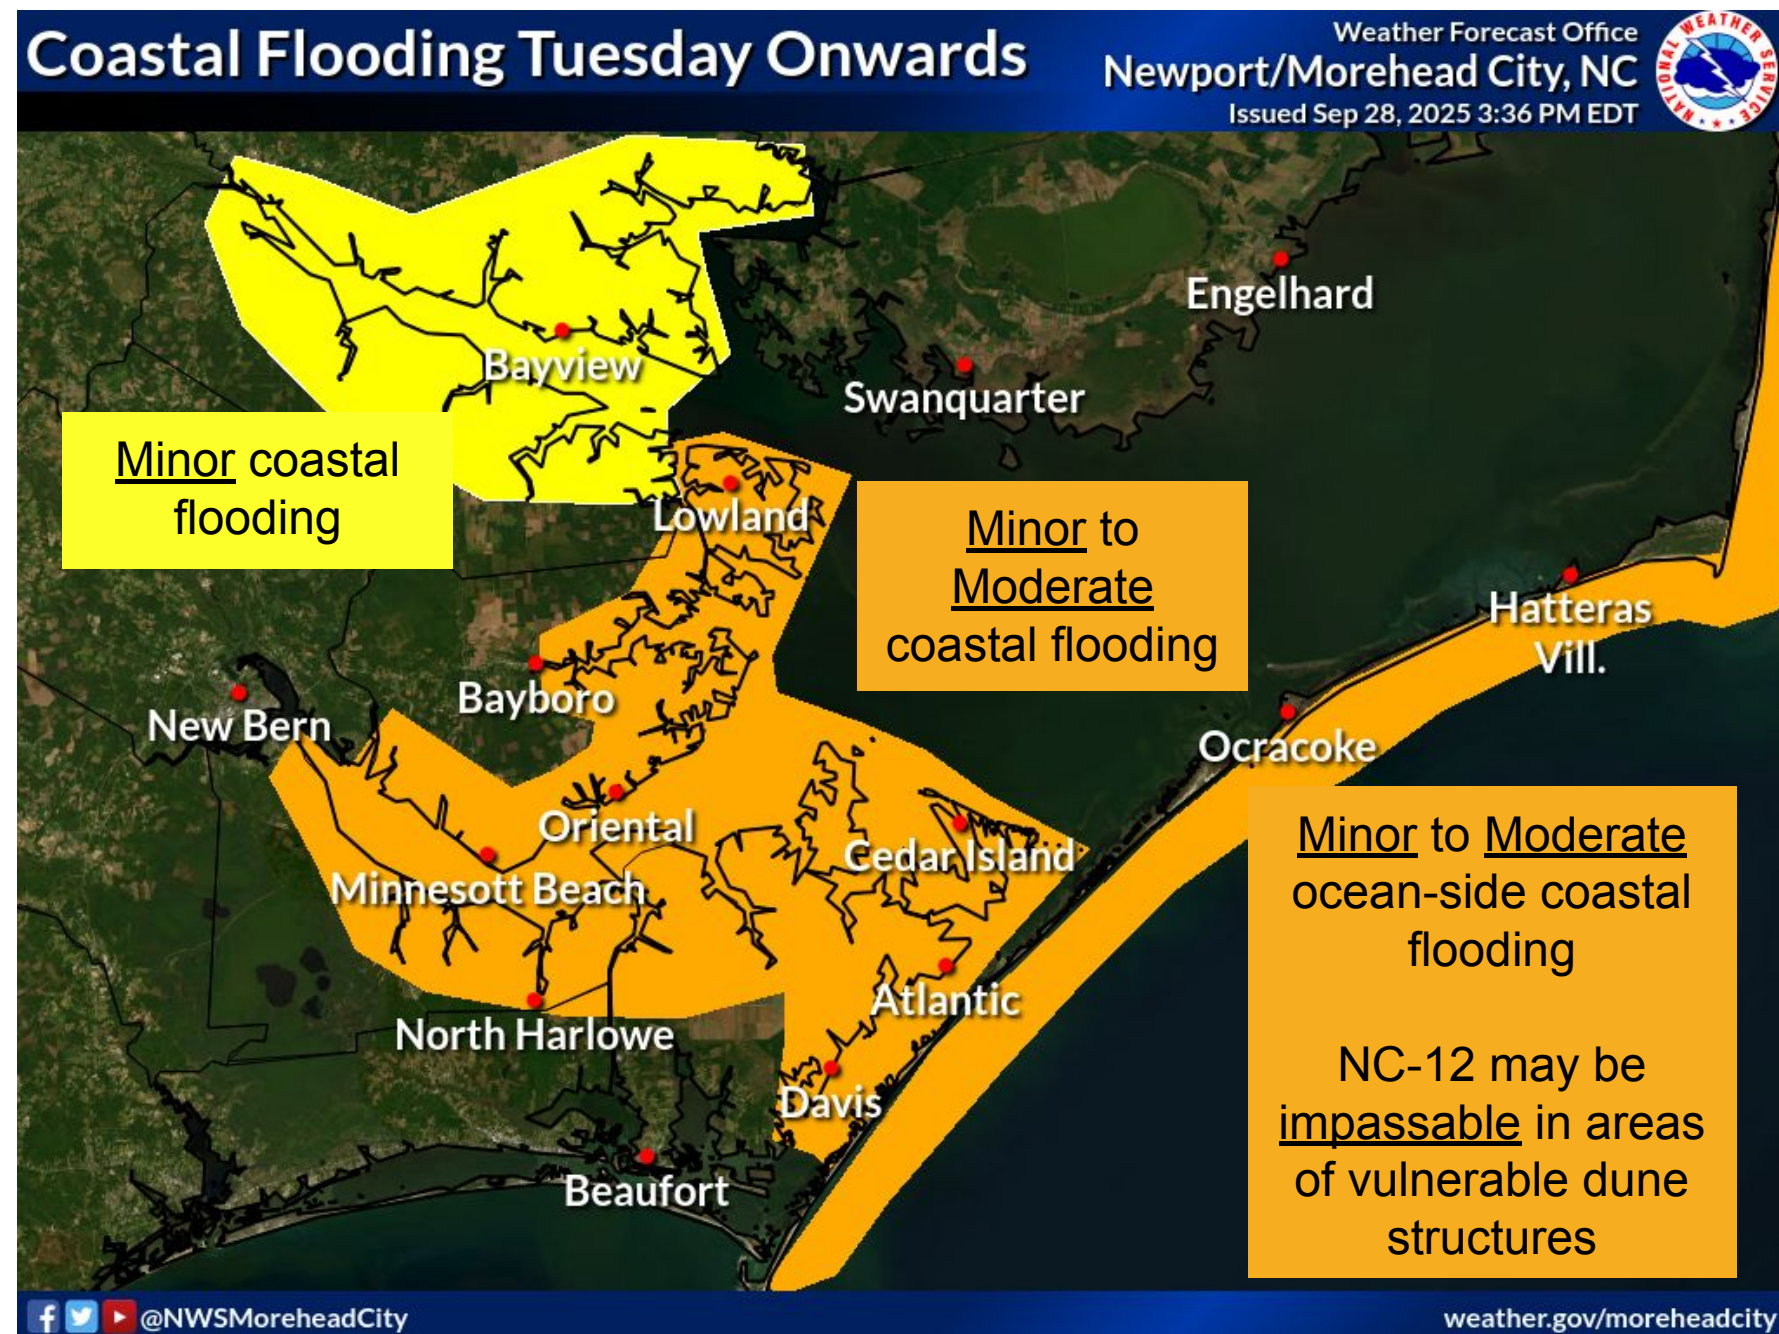 Coastal Flooding Tuesday Onwards
Weather Forecast Office
Newport/Morehead City, NC
Issued Sep 28, 2025 3:36 PM EDT
NATIONAL WEATHER SERVICE
Engelhard
Bayview
Swanquarter
Minor coastal
flooding
Lowland
Minor to
Moderate
coastal flooding
Hatteras
Vill.
Bayboro
New Bern
Ocracoke
Oriental
Cedar Island
Minnesott Beach
Minor to Moderate
ocean-side coastal
flooding
NC-12 may be
impassable in areas
of vulnerable dune
structures
Atlantic
North Harlowe
Davis
Beaufort
@NWSMoreheadCity
weather.gov/moreheadcity